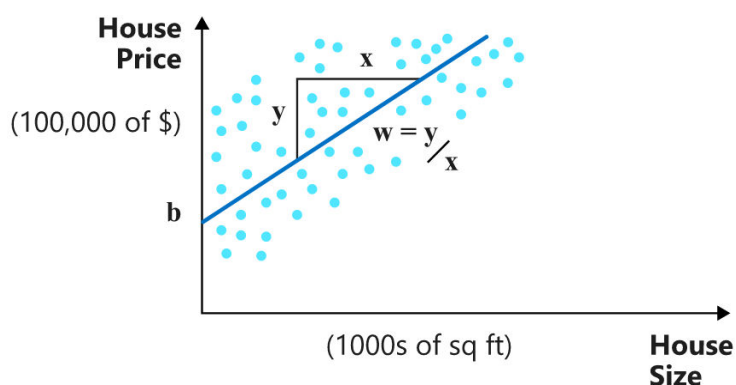 House
Price
(100,000 of $)
x
y
w = y/x
b
(1000s of sq ft)
House
Size